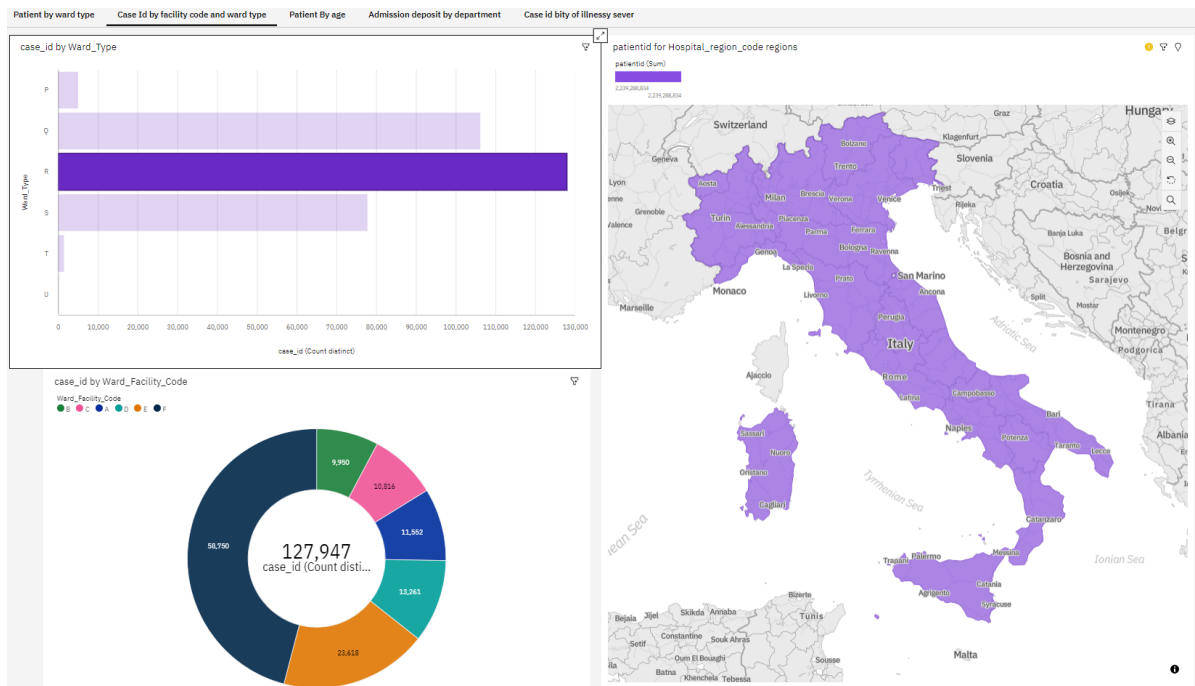 Patient by ward type
Case Id by facility code and ward type
Patient By age
Admission deposit by department
Case id bity of illnessy sever
case_id by Ward_Type
Ward_Type
P
Q
R
S
T
U
0
10,000
20,000
30,000
40,000
50,000
60,000
70,000
80,000
90,000
100,000
110,000
120,000
130,000
case_id (Count distinct)
case_id by Ward_Facility_Code
Ward_Facility_Code
B
C
A
D
E
F
9,950
10,816
11,552
13,261
23,618
58,750
127,947
case_id (Count disti...
patientid for Hospital_region_code regions
patientid (Sum)
2,239,288,834
2,239,288,834
Switzerland
Graz
Hungary
Geneva
Bolzano
Klagenfurt
Slovenia
Trento
Lyon
Aosta
Milan
Brescia
Verona
Venice
Triest
Croatia
Osijek
Grenoble
Turin
Alessandria
Piacenza
Parma
Ferrara
Rijeka
Novi
Valence
Genoa
Bologna
Ravenna
Banja Luka
Belgr
La Spezia
Prato
San Marino
Bosnia and
Herzegovina
Sarajevo
Monaco
Livorno
Ancona
Split
Mostar
Marseille
Perugia
Adriatic Sea
Montenegro
Podgorica
Italy
Ajaccio
Rome
Latina
Campobasso
Tirana
Bari
Sassari
Naples
Potenza
Taranto
Lecce
Albania
Nuoro
Oristano
Tyrrhenian Sea
Cagliari
Catanzaro
ean Sea
Trapani
Palermo
Messina
Ionian Sea
Agrigento
Catania
Syracuse
Bizerte
Bejaia
Jijel
Skikda
Annaba
Tunis
Setif
Constantine
Souk Ahras
Oum El Bouaghi
Sousse
Malta
Batna
Khenchela
Tebessa